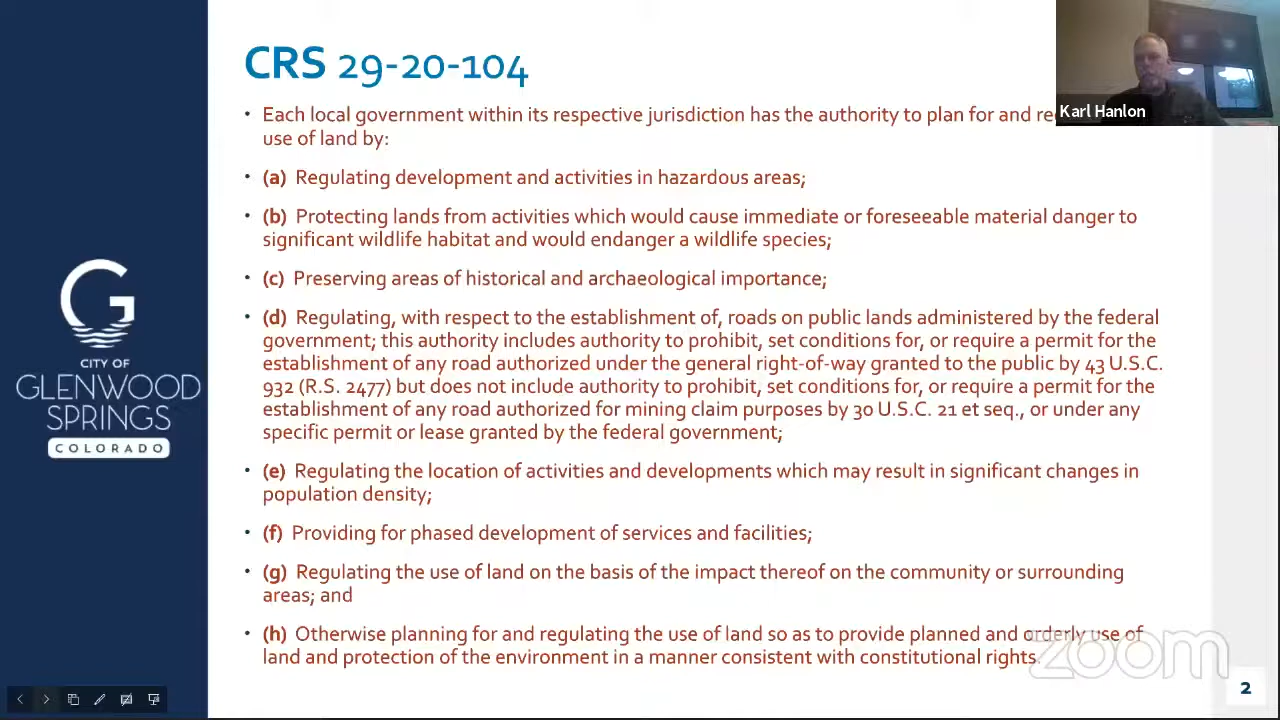 CRS 29-20-104
• Each local government within its respective jurisdiction has the authority to plan for and
use of land by:
• (a) Regulating development and activities in hazardous areas;
• (b) Protecting lands from activities which would cause immediate or foreseeable material danger to
significant wildlife habitat and would endanger a wildlife species;
• (c) Preserving areas of historical and archaeological importance;
• (d) Regulating, with respect to the establishment of, roads on public lands administered by the federal
government; this authority includes authority to prohibit, set conditions for, or require a permit for the
establishment of any road authorized under the general right-of-way granted to the public by 43 U.S.C.
932 (R.S. 2477) but does not include authority to prohibit, set conditions for, or require a permit for the
establishment of any road authorized for mining claim purposes by 30 U.S.C. 21 et seq., or under any
specific permit or lease granted by the federal government;
• (e) Regulating the location of activities and developments which may result in significant changes in
population density;
• (f) Providing for phased development of services and facilities;
• (g) Regulating the use of land on the basis of the impact thereof on the community or surrounding
areas; and
• (h) Otherwise planning for and regulating the use of land so as to provide planned and orderly use of
land and protection of the environment in a manner consistent with constitutional rights.
Karl Hanlon
G
CITY OF
GLENWOOD
SPRINGS
COLORADO
zoom
2